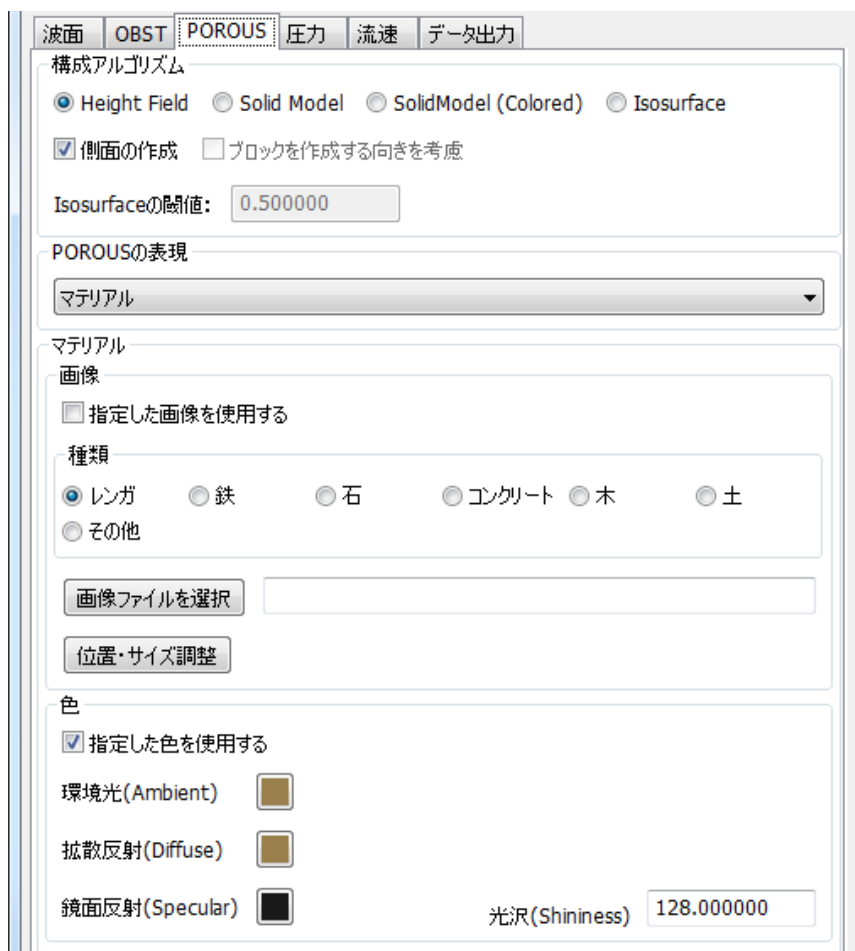 波面 OBST POROUS 圧力 流速 データ出力
構成アルゴリズム
Height Field Solid Model SolidModel (Colored) Isosurface
側面の作成 ブロックを作成する向きを考慮
Isosurfaceの閾値: 0.500000
POROUSの表現
マテリアル
マテリアル
画像
指定した画像を使用する
種類
レンガ 鉄 石 コンクリート 木 土
その他
画像ファイルを選択
位置・サイズ調整
色
指定した色を使用する
環境光(Ambient)
拡散反射(Diffuse)
鏡面反射(Specular) 光沢(Shininess) 128.000000